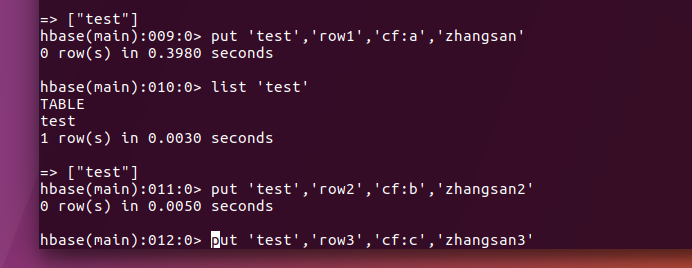 => ["test"]
hbase(main):009:0> put 'test','row1','cf:a','zhangsan'
0 row(s) in 0.3980 seconds
hbase(main):010:0> list 'test'
TABLE
test
1 row(s) in 0.0030 seconds
=> ["test"]
hbase(main):011:0> put 'test','row2','cf:b','zhangsan2'
0 row(s) in 0.0050 seconds
hbase(main):012:0> put 'test','row3','cf:c','zhangsan3'